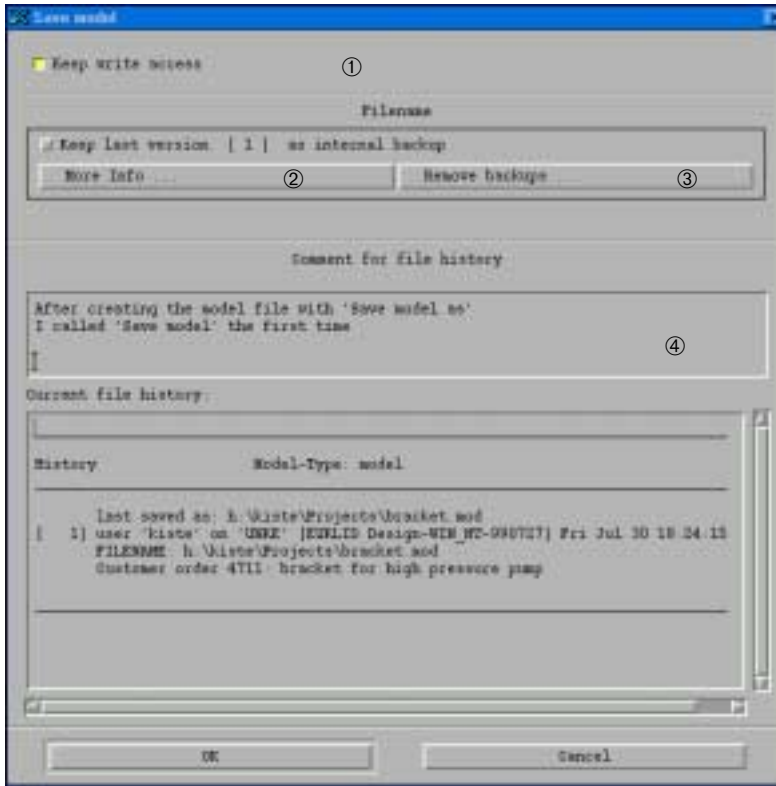 Save model
Keep write access ①
Filename
Keep last version [ 1 ] as internal backup
More Info ... ② Remove backups ... ③
Comment for file history
After creating the model file with 'Save model as'
I called 'Save model' the first time
④
Current file history:
History Model-Type: model
Last saved as: h:\kiste\Projects\bracket.mod
[ 1] user 'kiste' on [EUKLID Design-WIN_NT-990727] Fri Jul 30 18:24:15
FILENAME: h:\kiste\Projects\bracket.mod
Customer order 4711: bracket for high pressure pump
OK Cancel